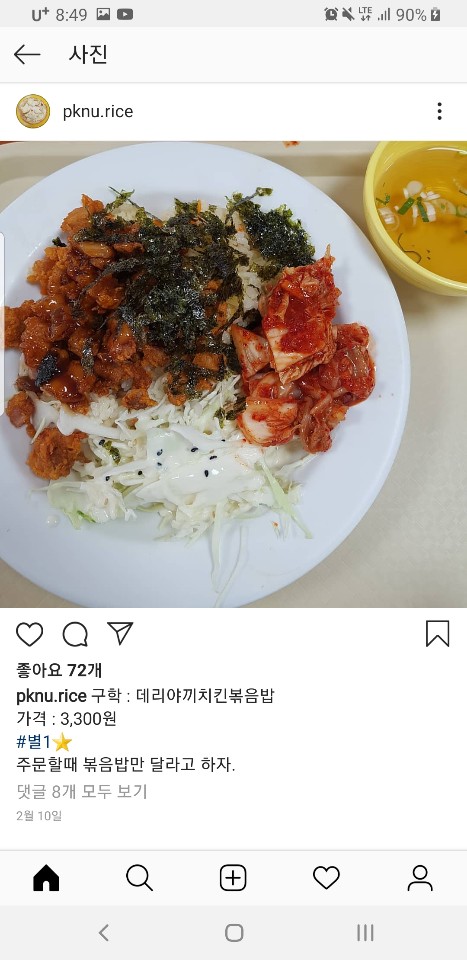 U+ 8:49 LTE 90%
사진
pknu.rice
좋아요 72개
pknu.rice 구학 : 데리야끼치킨볶음밥
가격 : 3,300원
#별1⭐
주문할때 볶음밥만 달라고 하자.
댓글 8개 모두 보기
2월 10일